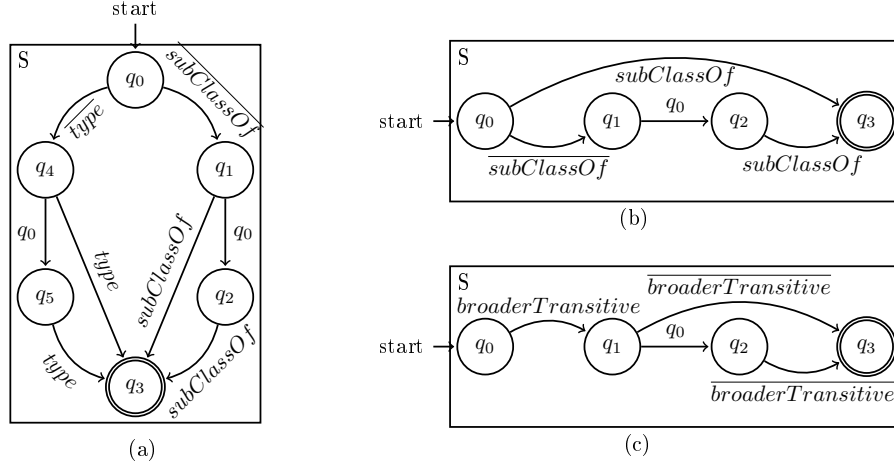 start
S
q0
type
subClassOf
q4
q1
q0
type
subClassOf
q0
q5
q2
type
subClassOf
q3
(a)
S
subClassOf
start
q0
q1
q0
q2
q3
subClassOf
subClassOf
(b)
S
broaderTransitive
broaderTransitive
start
q0
q1
q0
q2
q3
broaderTransitive
(c)